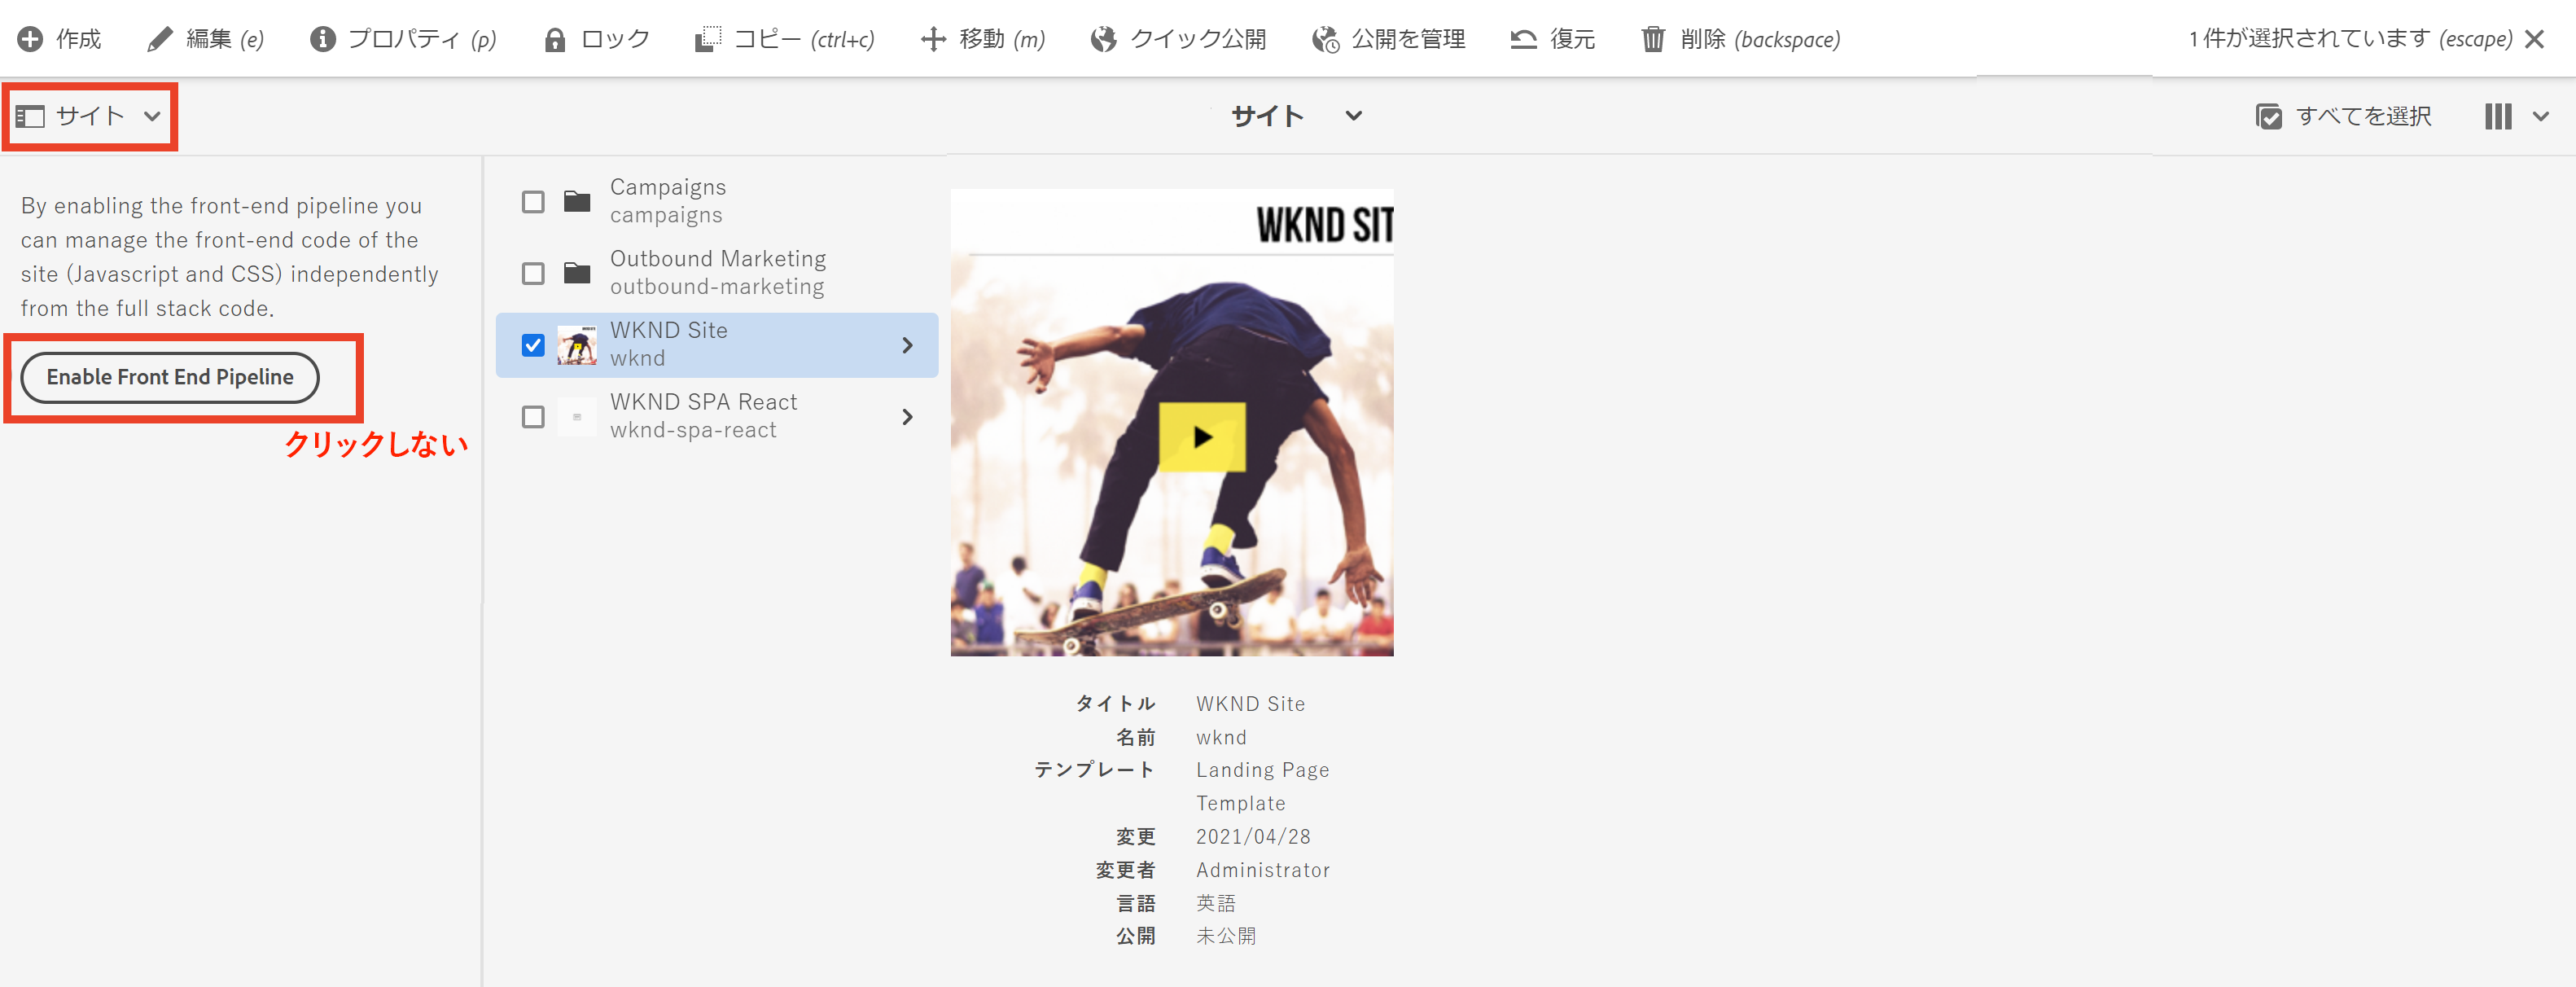 作成 編集 (e) プロパティ (p) ロック コピー (ctrl+c) 移動 (m) クイック公開 公開を管理 復元 削除 (backspace) 1 件が選択されています (escape)
サイト サイト すべてを選択
By enabling the front-end pipeline you
can manage the front-end code of the
site (Javascript and CSS) independently
from the full stack code.
Enable Front End Pipeline
クリックしない
Campaigns
campaigns
Outbound Marketing
outbound-marketing
WKND Site
wknd
WKND SPA React
wknd-spa-react
WKND SIT
タイトル WKND Site
名前 wknd
テンプレート Landing Page
Template
変更 2021/04/28
変更者 Administrator
言語 英語
公開 未公開